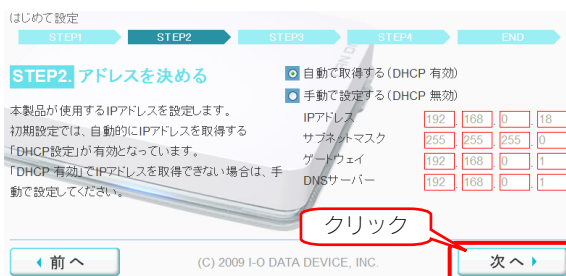 はじめて設定
STEP1 STEP2 STEP3 STEP4 END
STEP2. アドレスを決める
本製品が使用するIPアドレスを設定します。
初期設定では、自動的にIPアドレスを取得する
「DHCP設定」が有効となっています。
「DHCP 有効」でIPアドレスを取得できない場合は、手
動で設定してください。
自動で取得する(DHCP 有効)
手動で設定する(DHCP 無効)
IPアドレス 192 . 168 . 0 . 18
サブネットマスク 255 . 255 . 255 . 0
ゲートウェイ 192 . 168 . 0 . 1
DNSサーバー 192 . 168 . 0 . 1
クリック
前へ
(C) 2009 I-O DATA DEVICE, INC.
次へ